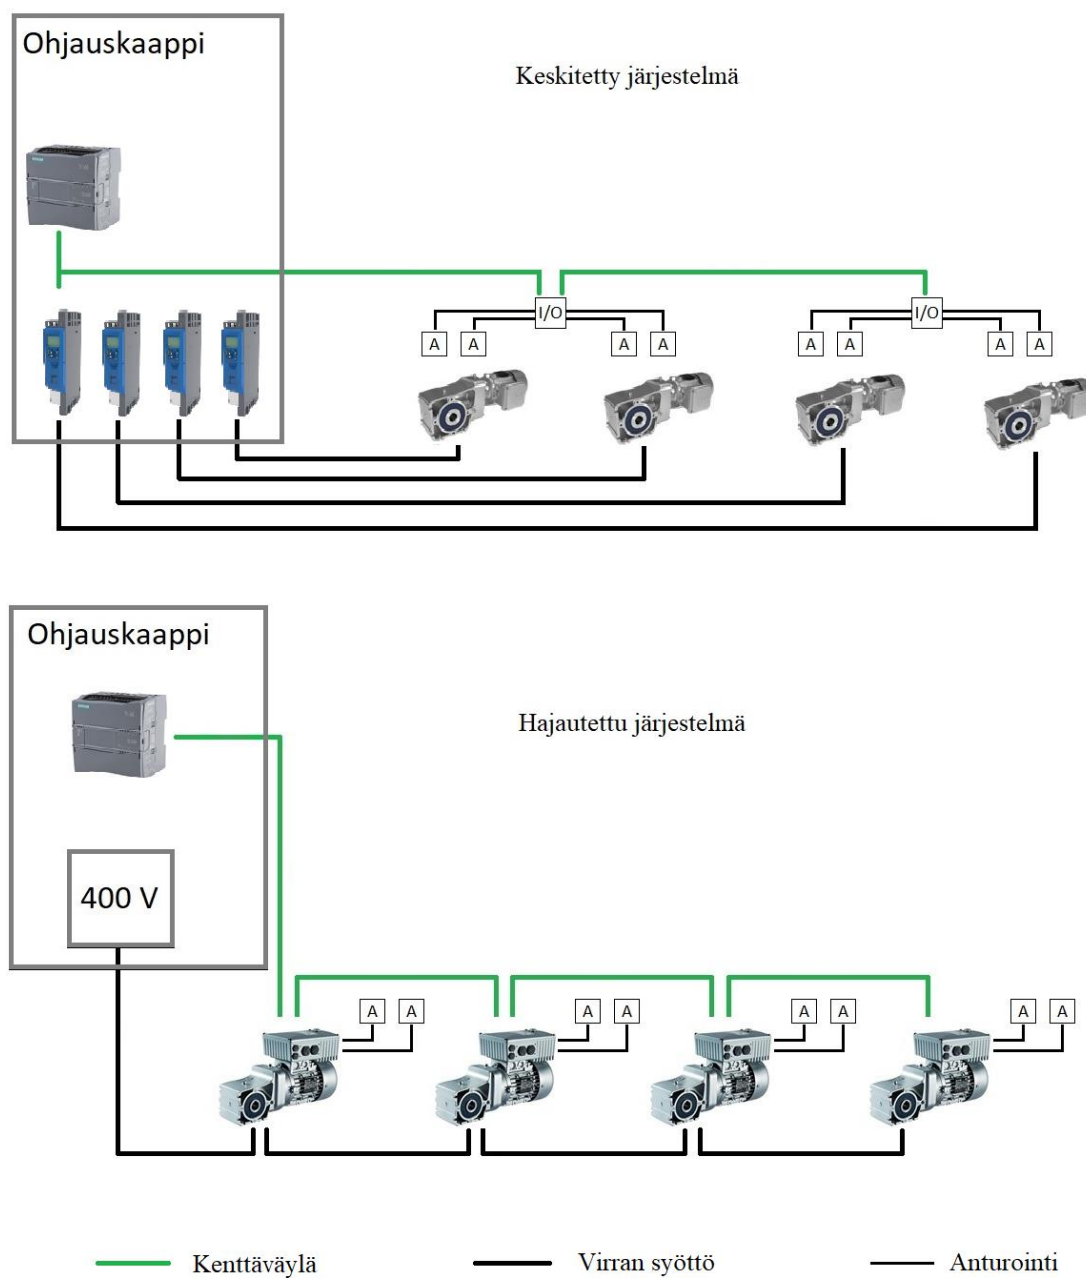 Ohjauskaappi
Keskitetty järjestelmä
I/O
I/O
A
A
A
A
A
A
A
A
Ohjauskaappi
Hajautettu järjestelmä
400 V
A
A
A
A
A
A
A
A
Kenttäväylä
Virran syöttö
Anturointi